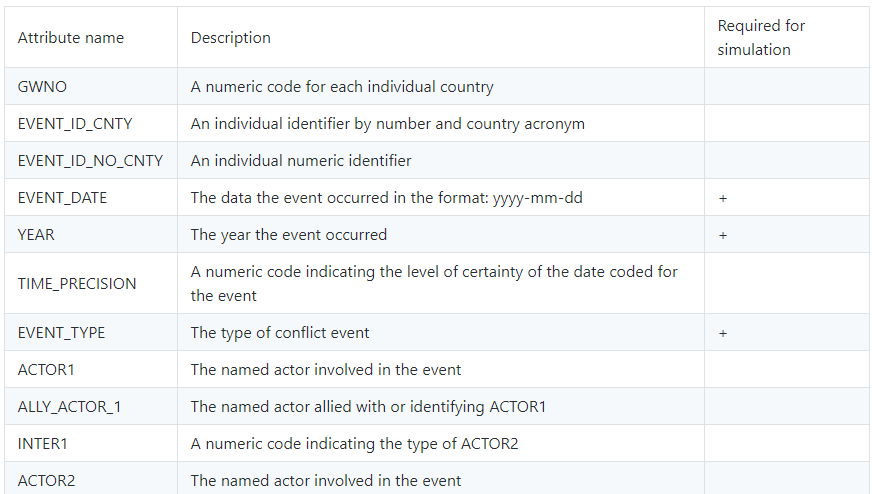 Attribute name Description Required for
simulation
GWNO A numeric code for each individual country
EVENT_ID_CNTY An individual identifier by number and country acronym
EVENT_ID_NO_CNTY An individual numeric identifier
EVENT_DATE The data the event occurred in the format: yyyy-mm-dd +
YEAR The year the event occurred +
TIME_PRECISION A numeric code indicating the level of certainty of the date coded for
the event
EVENT_TYPE The type of conflict event +
ACTOR1 The named actor involved in the event
ALLY_ACTOR_1 The named actor allied with or identifying ACTOR1
INTER1 A numeric code indicating the type of ACTOR2
ACTOR2 The named actor involved in the event